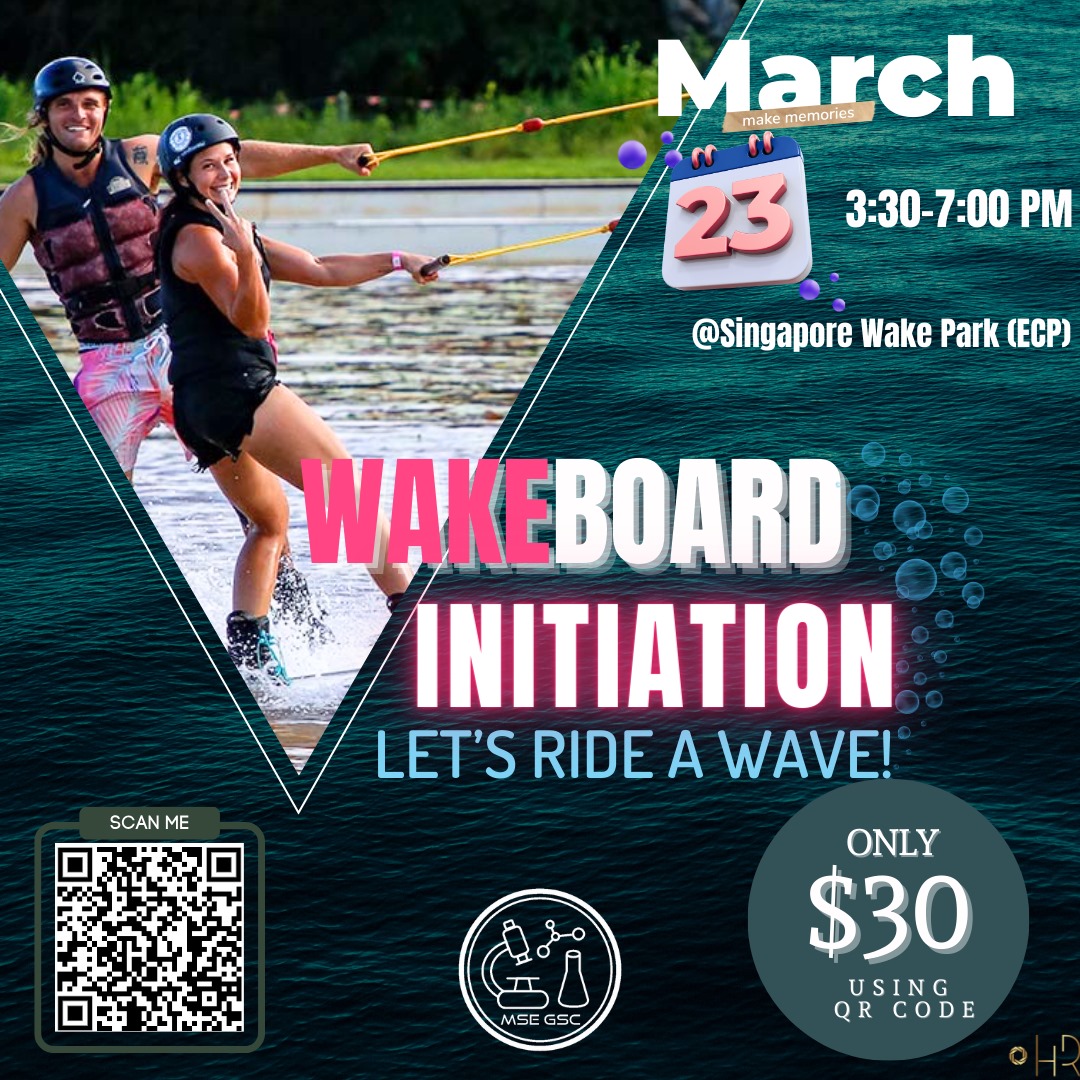 March
make memories
23
3:30-7:00 PM
@Singapore Wake Park (ECP)
WAKEBOARD
INITIATION
LET'S RIDE A WAVE!
SCAN ME
ONLY
$30
USING
QR CODE
MSE GSC
HR